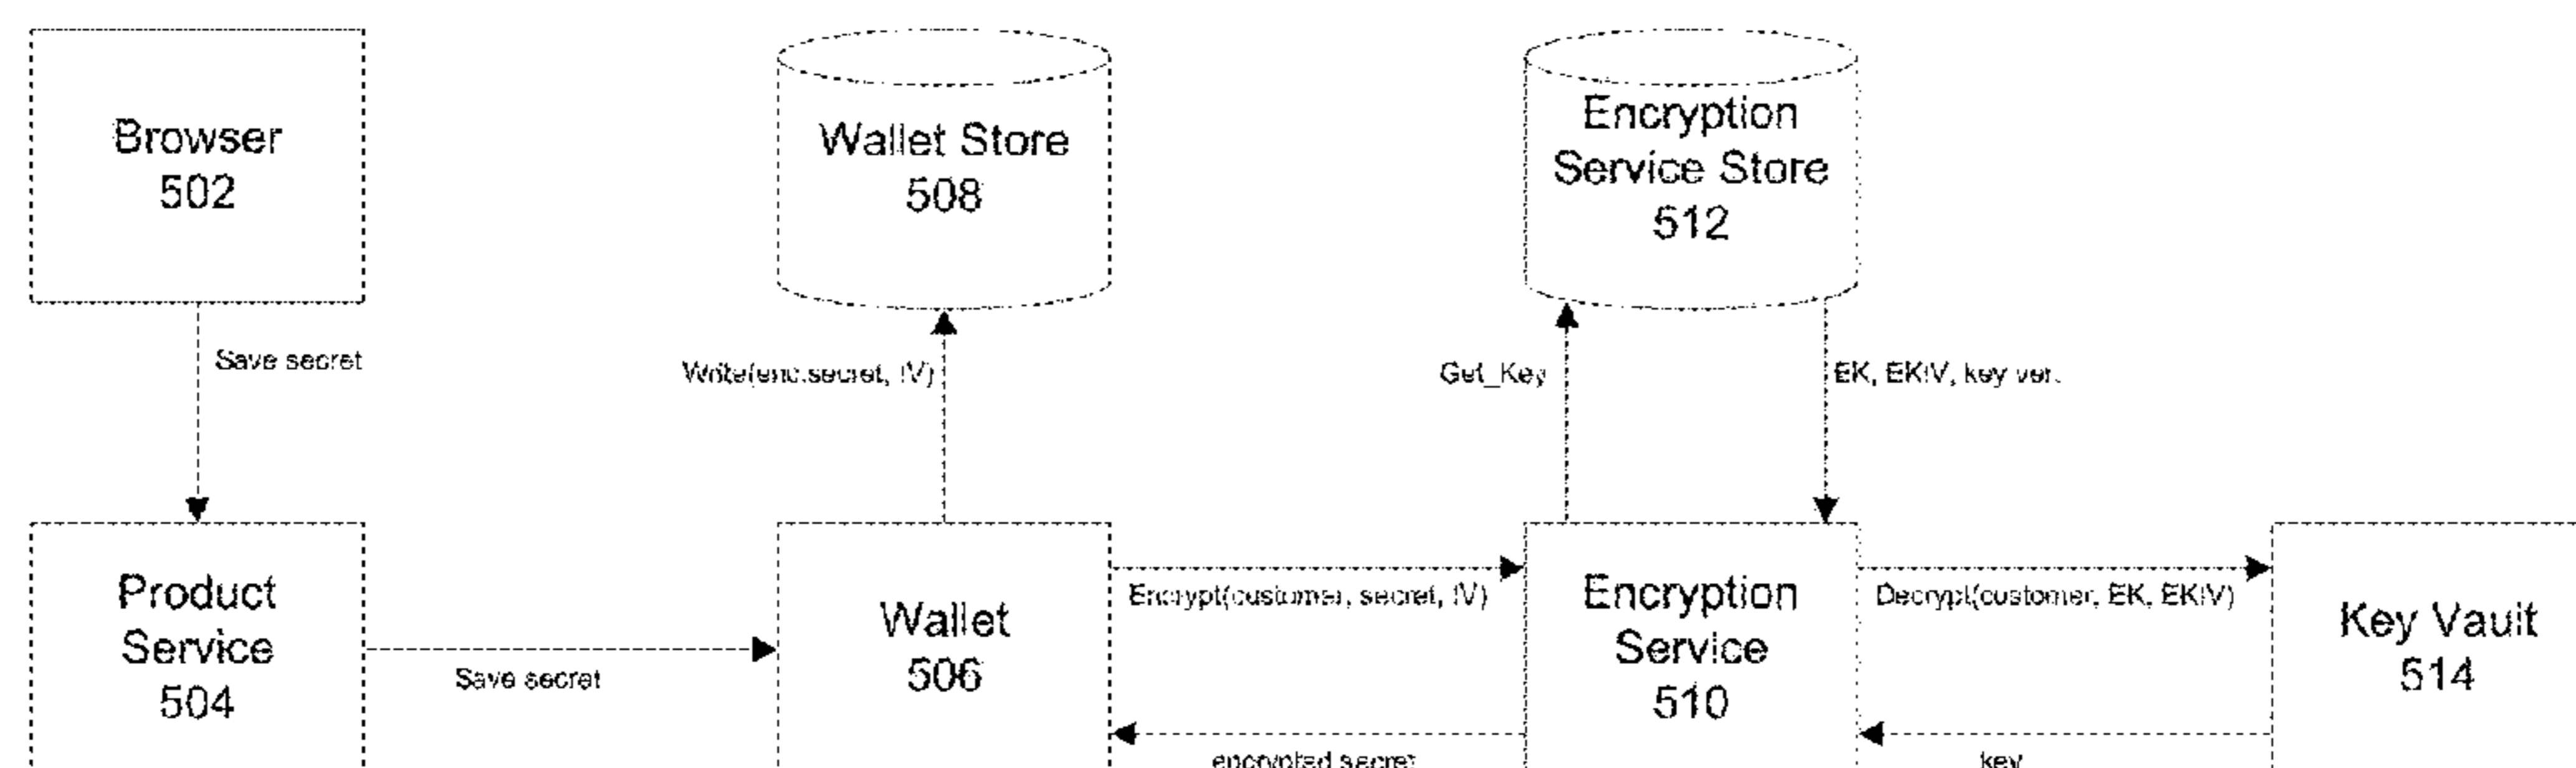 Browser
502
Wallet Store
508
Encryption
Service Store
512
Save secret
Write(enc.secret, IV)
Get_Key
EK, EKIV, key ver.
Product
Service
504
Save secret
Wallet
506
Encrypt(customer, secret, IV)
encrypted secret
Encryption
Service
510
Decrypt(customer, EK, EKIV)
key
Key Vault
514